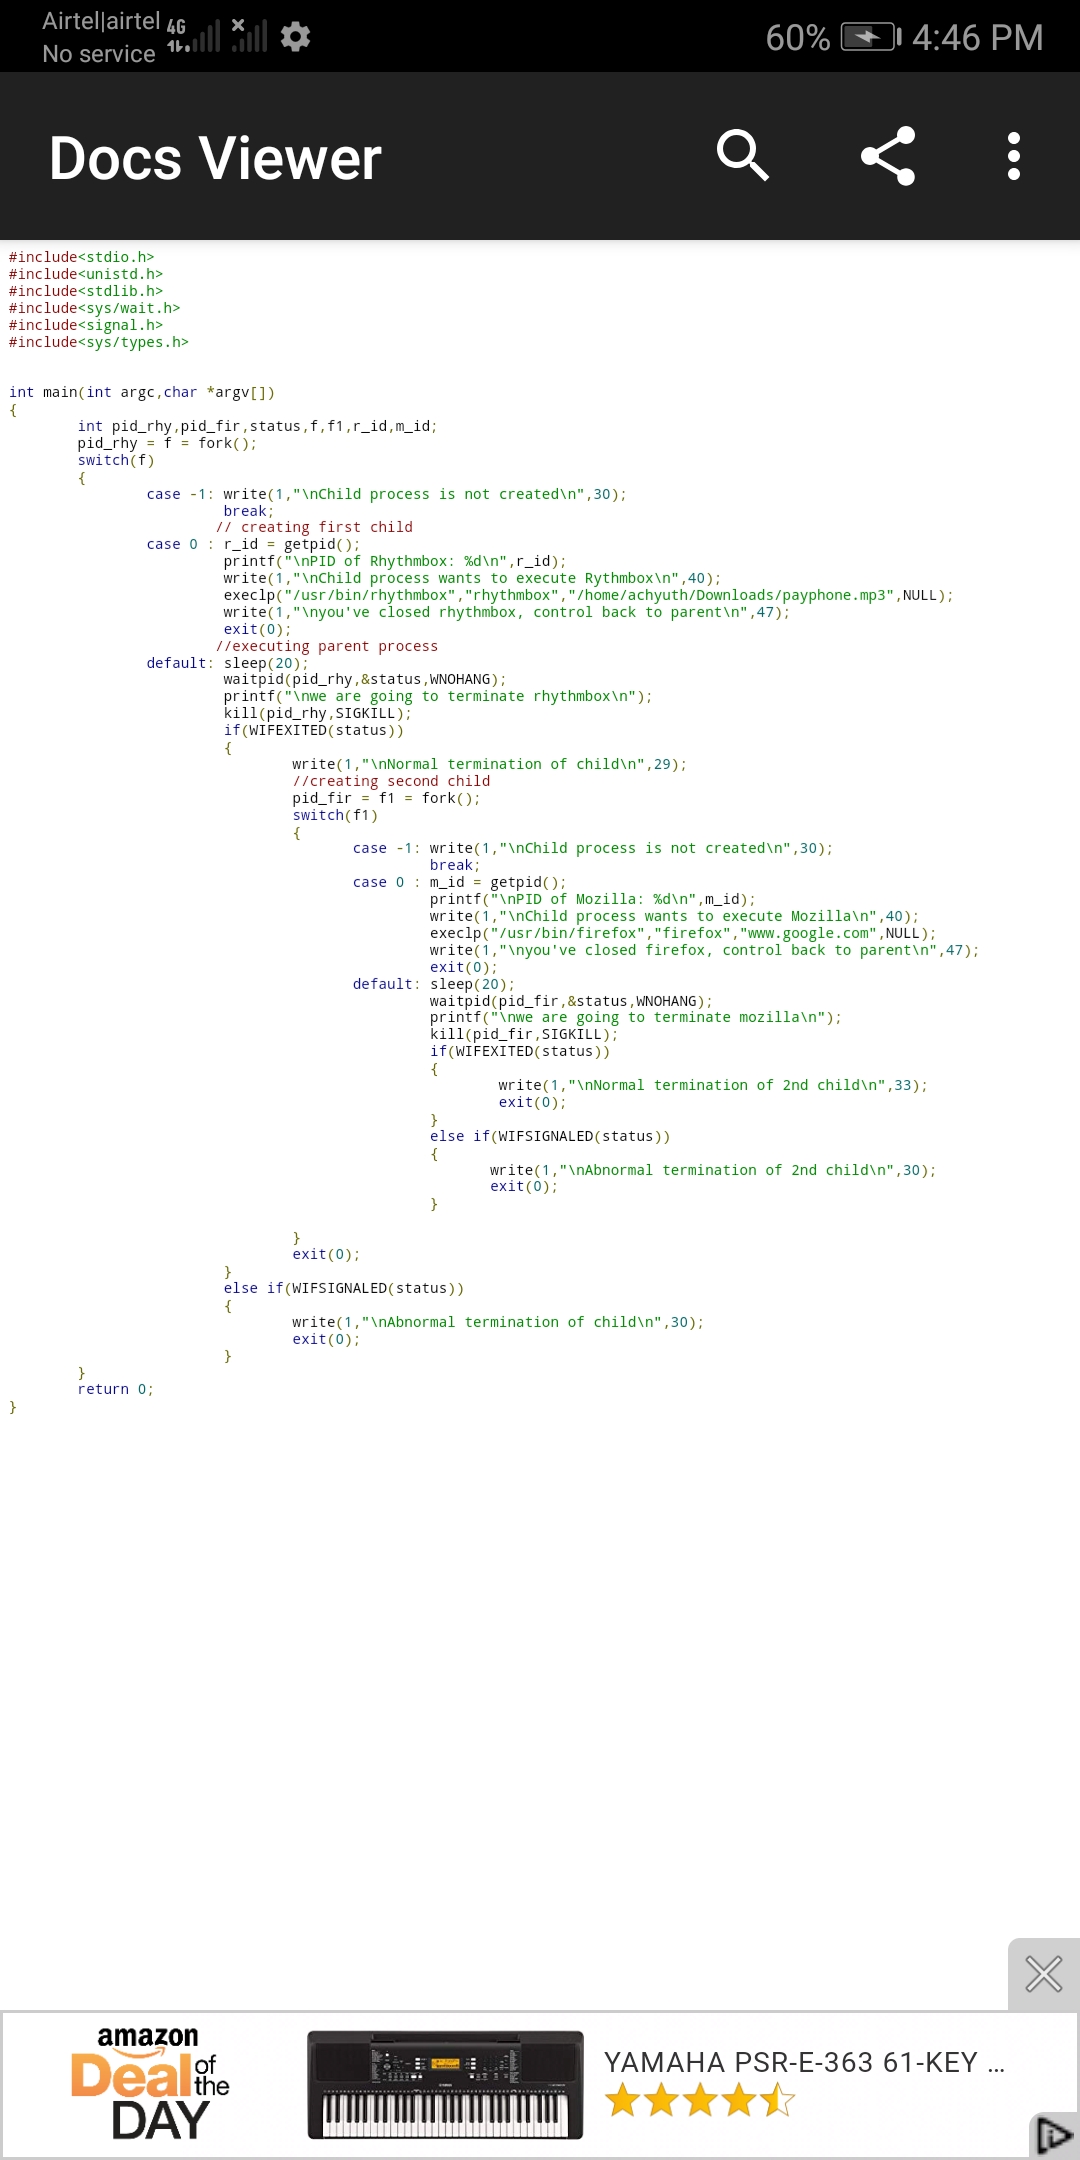 Airtel|airtel 4G
No service
60% 4:46 PM
Docs Viewer
#include<stdio.h>
#include<unistd.h>
#include<stdlib.h>
#include<sys/wait.h>
#include<signal.h>
#include<sys/types.h>
int main(int argc,char *argv[])
{
int pid_rhy,pid_fir,status,f,f1,r_id,m_id;
pid_rhy = f = fork();
switch(f)
{
case -1: write(1,"\nChild process is not created\n",30);
break;
// creating first child
case 0 : r_id = getpid();
printf("\nPID of Rhythmbox: %d\n",r_id);
write(1,"\nChild process wants to execute Rythmbox\n",40);
execlp("/usr/bin/rhythmbox","rhythmbox","/home/achyuth/Downloads/payphone.mp3",NULL);
write(1,"\nyou've closed rhythmbox, control back to parent\n",47);
exit(0);
//executing parent process
default: sleep(20);
waitpid(pid_rhy,&status,WNOHANG);
printf("\nwe are going to terminate rhythmbox\n");
kill(pid_rhy,SIGKILL);
if(WIFEXITED(status))
{
write(1,"\nNormal termination of child\n",29);
//creating second child
pid_fir = f1 = fork();
switch(f1)
{
case -1: write(1,"\nChild process is not created\n",30);
break;
case 0 : m_id = getpid();
printf("\nPID of Mozilla: %d\n",m_id);
write(1,"\nChild process wants to execute Mozilla\n",40);
execlp("/usr/bin/firefox","firefox","www.google.com",NULL);
write(1,"\nyou've closed firefox, control back to parent\n",47);
exit(0);
default: sleep(20);
waitpid(pid_fir,&status,WNOHANG);
printf("\nwe are going to terminate mozilla\n");
kill(pid_fir,SIGKILL);
if(WIFEXITED(status))
{
write(1,"\nNormal termination of 2nd child\n",33);
exit(0);
}
else if(WIFSIGNALED(status))
{
write(1,"\nAbnormal termination of 2nd child\n",30);
exit(0);
}
}
exit(0);
}
else if(WIFSIGNALED(status))
{
write(1,"\nAbnormal termination of child\n",30);
exit(0);
}
}
return 0;
}
amazon
Deal of the
DAY
YAMAHA PSR-E-363 61-KEY ...